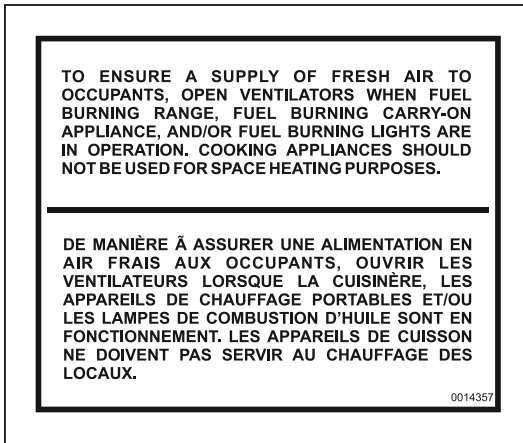 TO ENSURE A SUPPLY OF FRESH AIR TO
OCCUPANTS, OPEN VENTILATORS WHEN FUEL
BURNING RANGE, FUEL BURNING CARRY-ON
APPLIANCE, AND/OR FUEL BURNING LIGHTS ARE
IN OPERATION. COOKING APPLIANCES SHOULD
NOT BE USED FOR SPACE HEATING PURPOSES.
DE MANIÈRE Ã ASSURER UNE ALIMENTATION EN
AIR FRAIS AUX OCCUPANTS, OUVRIR LES
VENTILATEURS LORSQUE LA CUISINÈRE, LES
APPAREILS DE CHAUFFAGE PORTABLES ET/OU
LES LAMPES DE COMBUSTION D'HUILE SONT EN
FONCTIONNEMENT. LES APPAREILS DE CUISSON
NE DOIVENT PAS SERVIR AU CHAUFFAGE DES
LOCAUX.
0014357